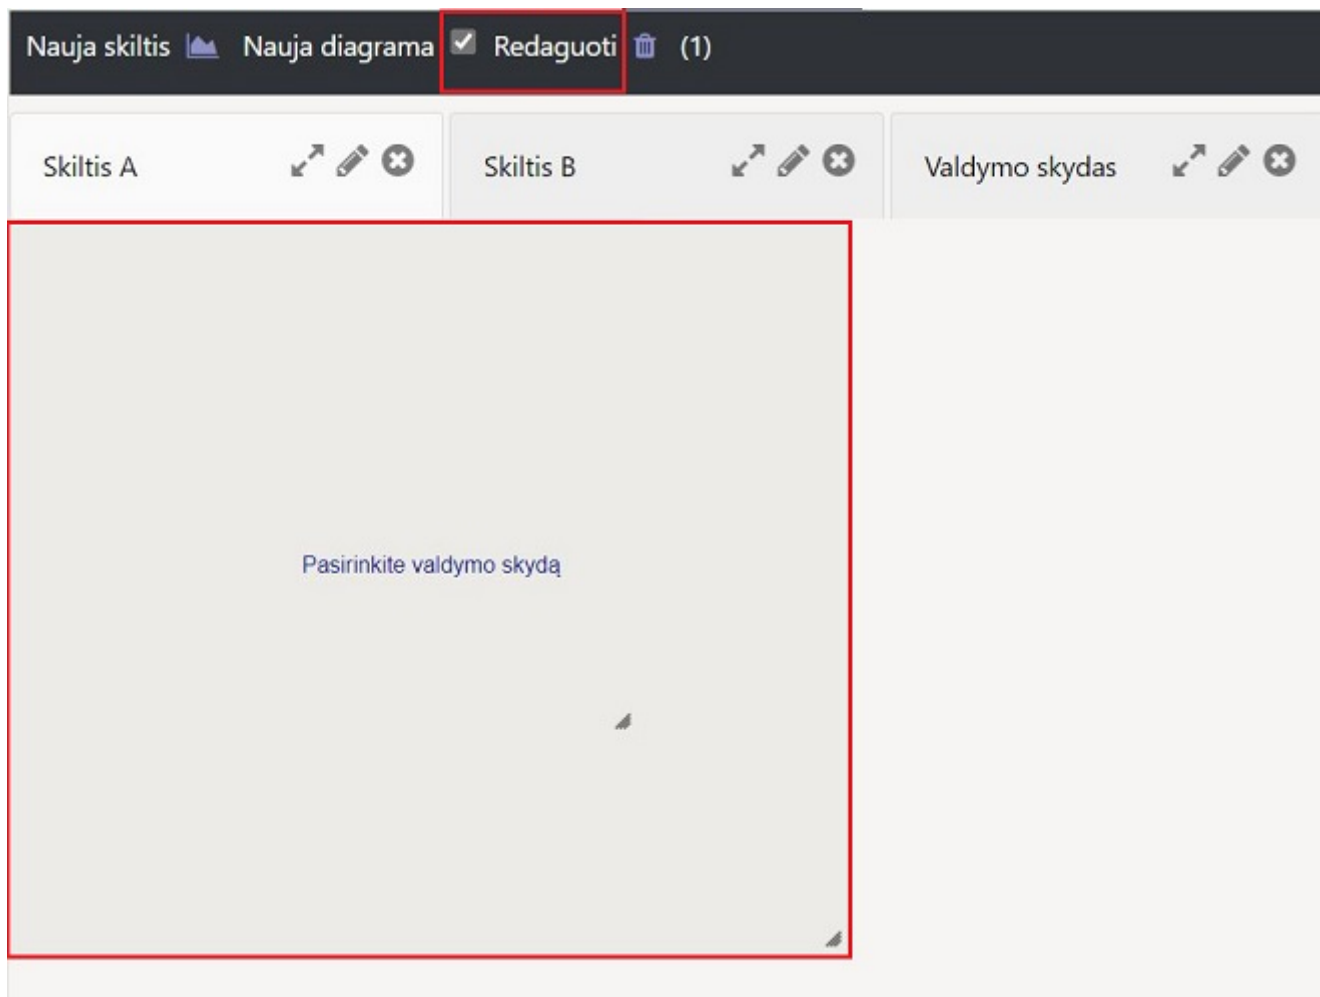 Nauja skiltis Nauja diagrama Redaguoti (1)
Skiltis A Skiltis B Valdymo skydas
Pasirinkite valdymo skydą